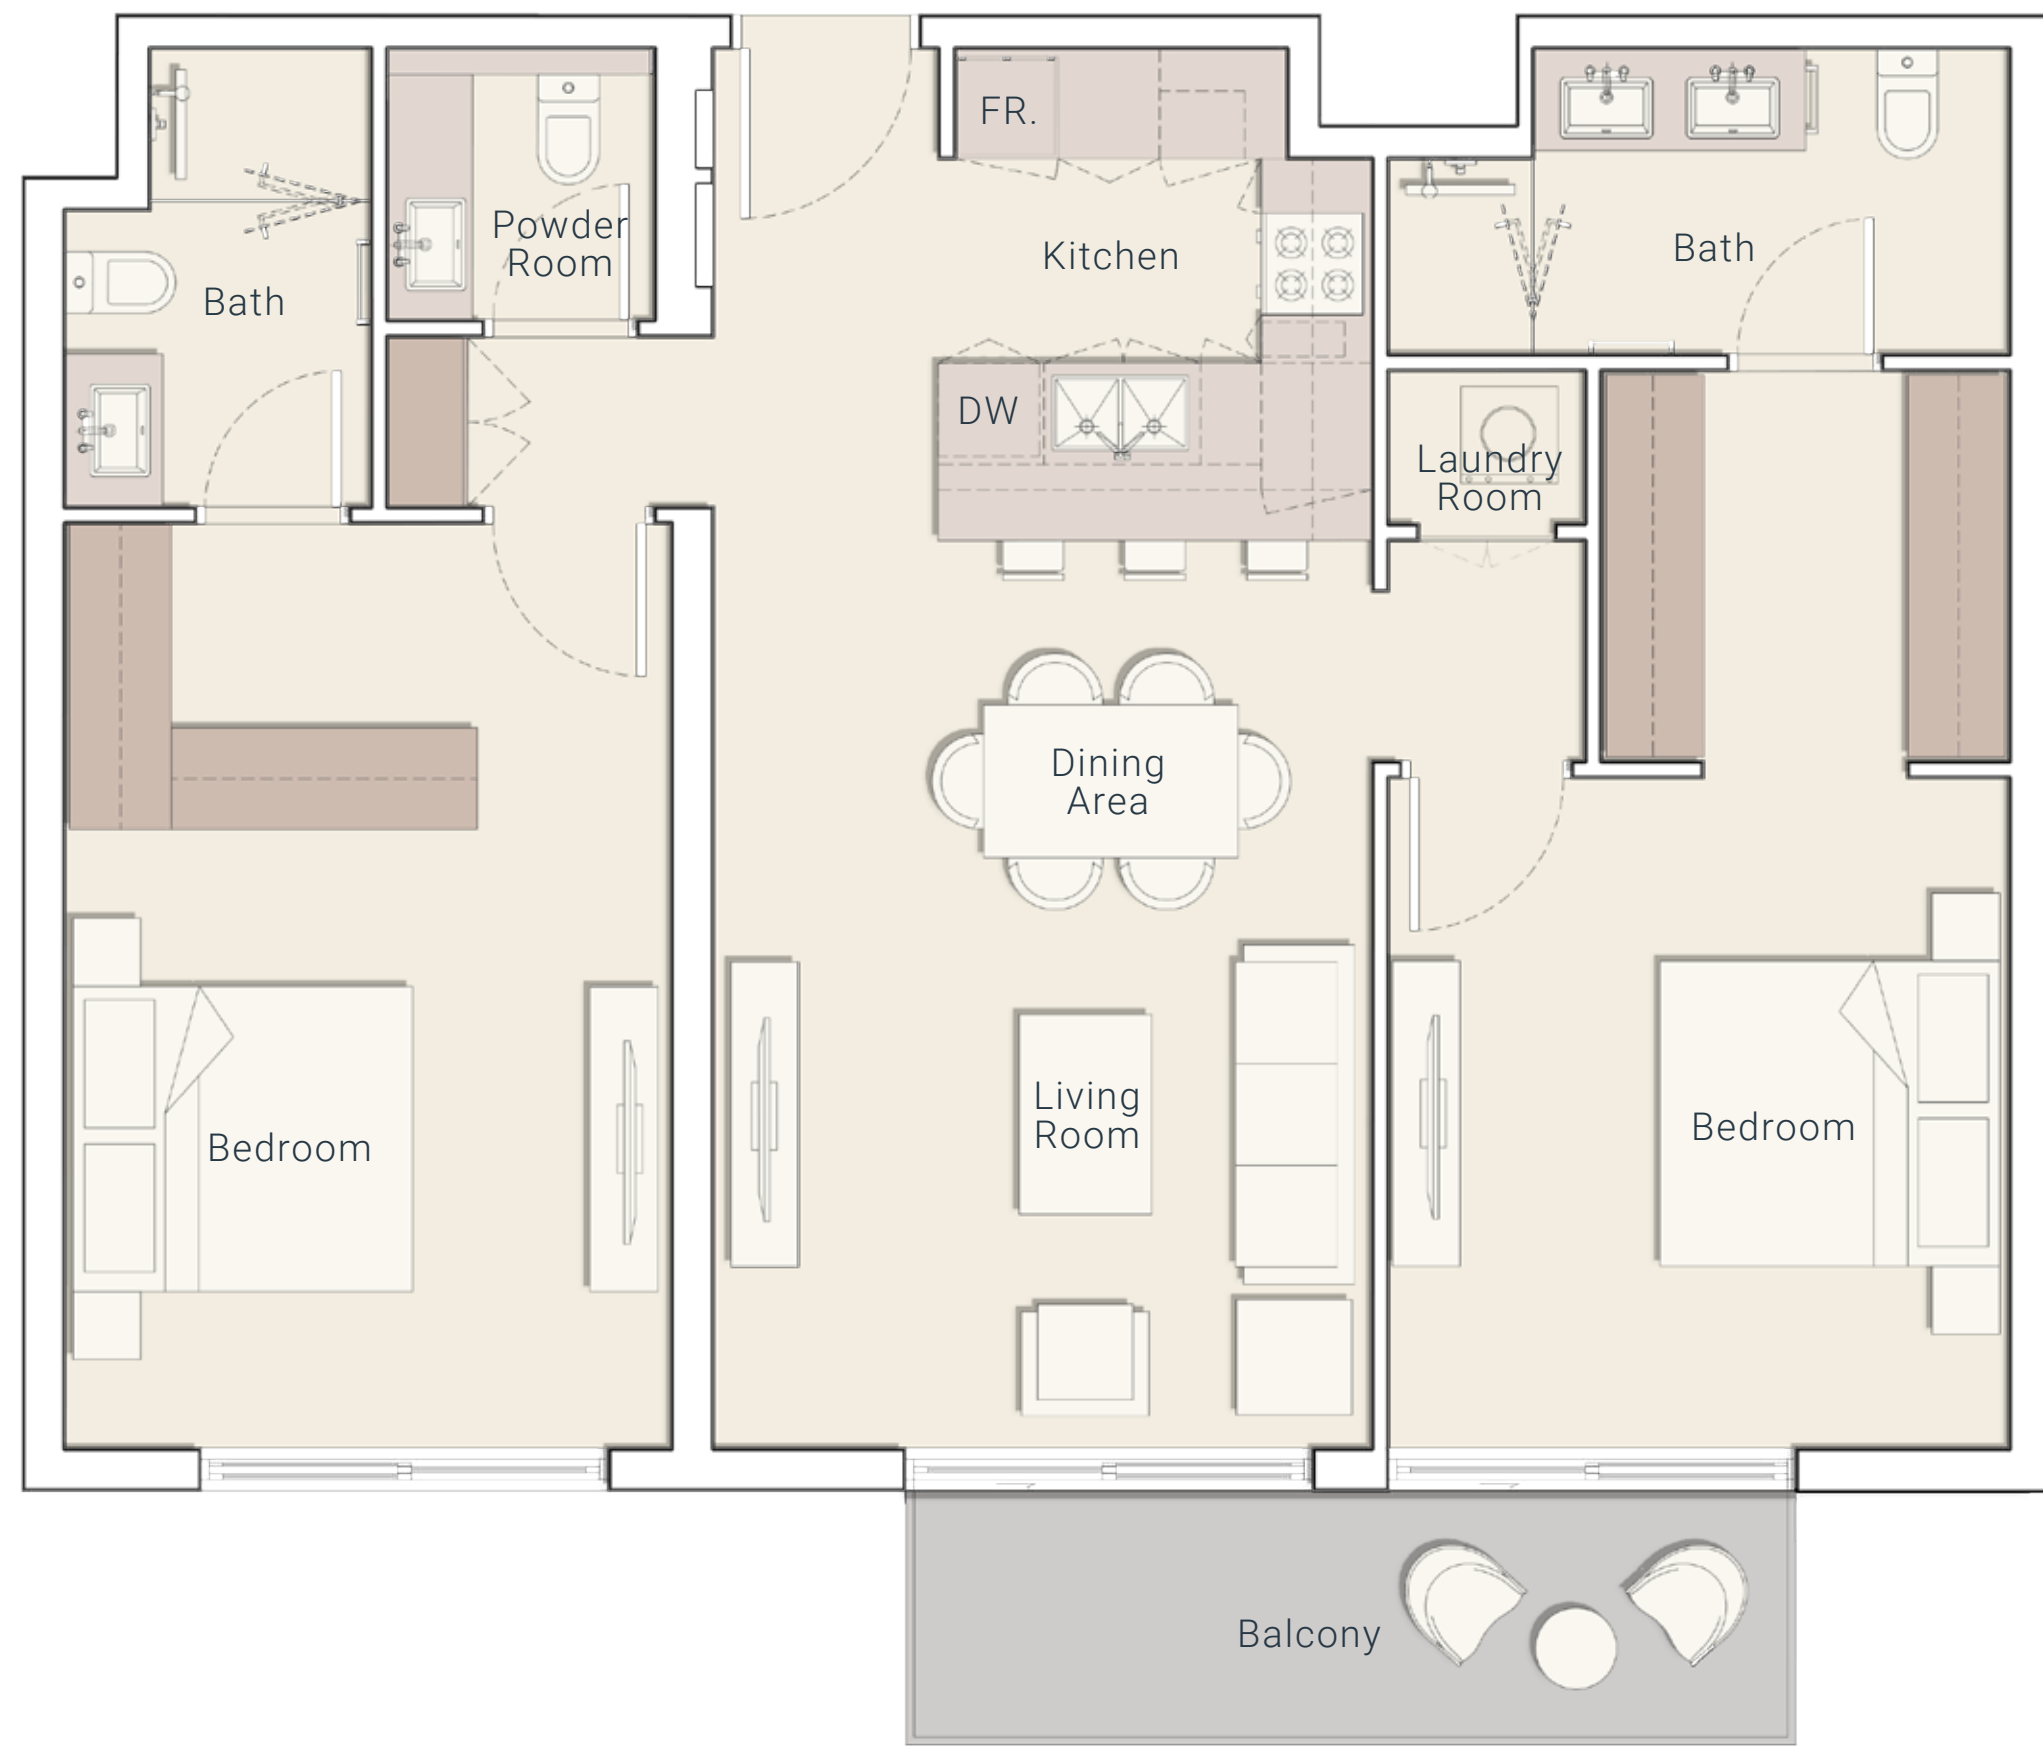 FR.
Powder
Room
Kitchen
Bath
Bath
DW
Laundry
Room
Dining
Area
Living
Room
Bedroom
Bedroom
Balcony